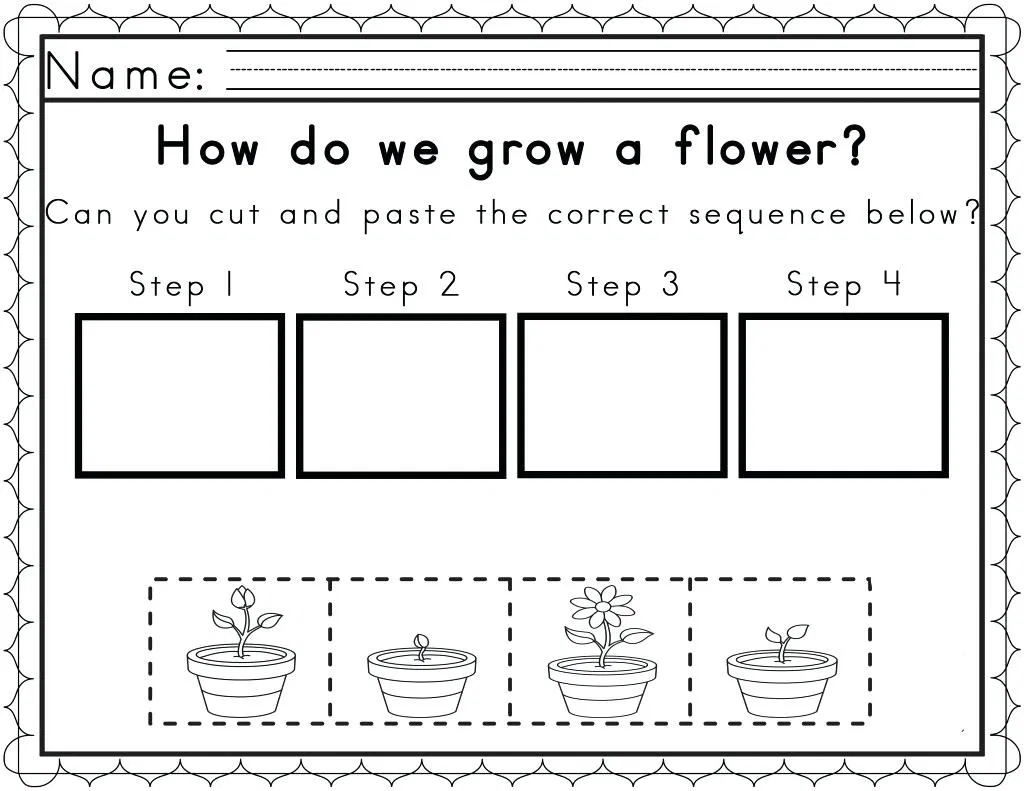 Name:
How do we grow a flower?
Can you cut and paste the correct sequence below?
Step 1 Step 2 Step 3 Step 4